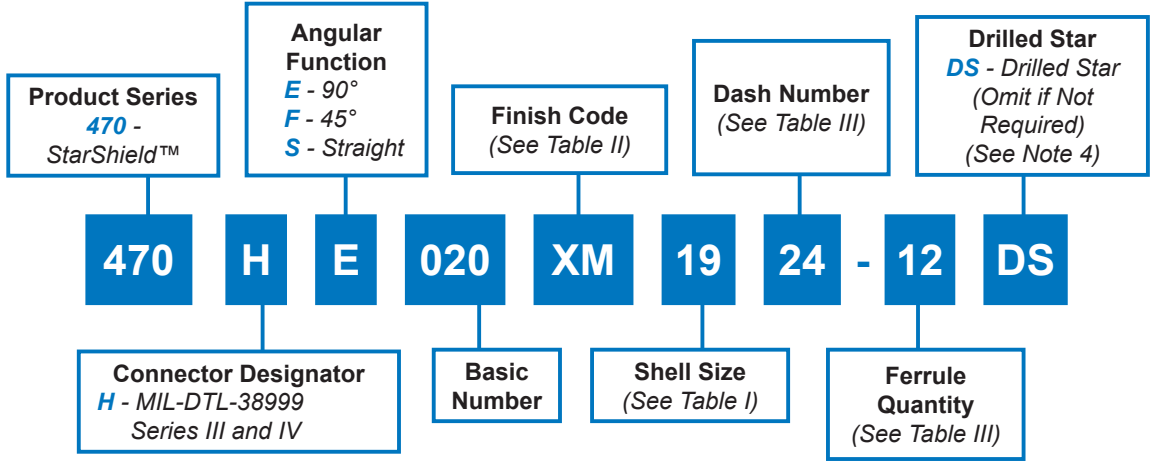 Product Series
470 -
StarShield™
Angular
Function
E - 90°
F - 45°
S - Straight
Finish Code
(See Table II)
Dash Number
(See Table III)
Drilled Star
DS - Drilled Star
(Omit if Not
Required)
(See Note 4)
470 H E 020 XM 19 24 - 12 DS
Connector Designator
H - MIL-DTL-38999
Series III and IV
Basic
Number
Shell Size
(See Table I)
Ferrule
Quantity
(See Table III)